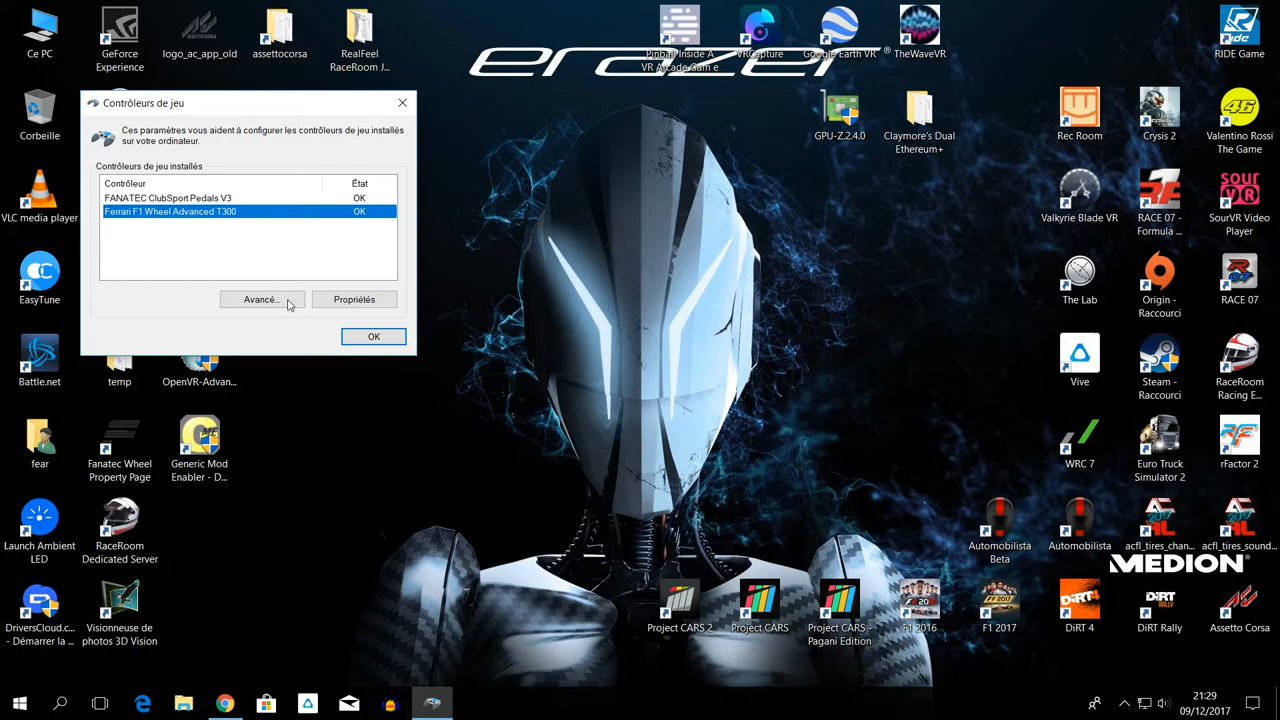 Ce PC
GeForce
Experience
logo_ac_app_old
assettocorsa
RealFeel
RaceRoom J...
Pinball Inside A
VR Arcade Gam e
VRCapture
Google Earth VR
TheWaveVR
RIDE Game
erazer®
Contrôleurs de jeu
Ces paramètres vous aident à configurer les contrôleurs de jeu installés
sur votre ordinateur.
Contrôleurs de jeu installés
Contrôleur
État
FANATEC ClubSport Pedals V3
OK
Ferrari F1 Wheel Advanced T300
OK
Avancé...
Propriétés
OK
Corbeille
GPU-Z.2.4.0
Claymore's Dual
Ethereum+
Rec Room
Crysis 2
Valentino Rossi
The Game
VLC media player
Valkyrie Blade VR
RACE 07 -
Formula ...
SourVR Video
Player
EasyTune
The Lab
Origin -
Raccourci
RACE 07
Battle.net
temp
OpenVR-Advan...
Vive
Steam -
Raccourci
RaceRoom
Racing E...
fear
Fanatec Wheel
Property Page
Generic Mod
Enabler - D...
WRC 7
Euro Truck
Simulator 2
rFactor 2
Launch Ambient
LED
RaceRoom
Dedicated Server
Automobilista
Beta
Automobilista
acfl_tires_chan...
acfl_tires_sound...
MEDION
DriversCloud.c...
- Démarrer la ...
Visionneuse de
photos 3D Vision
Project CARS 2
Project CARS
Project CARS -
Pagani Edition
F1 2016
F1 2017
DiRT 4
DiRT Rally
Assetto Corsa
21:29
09/12/2017